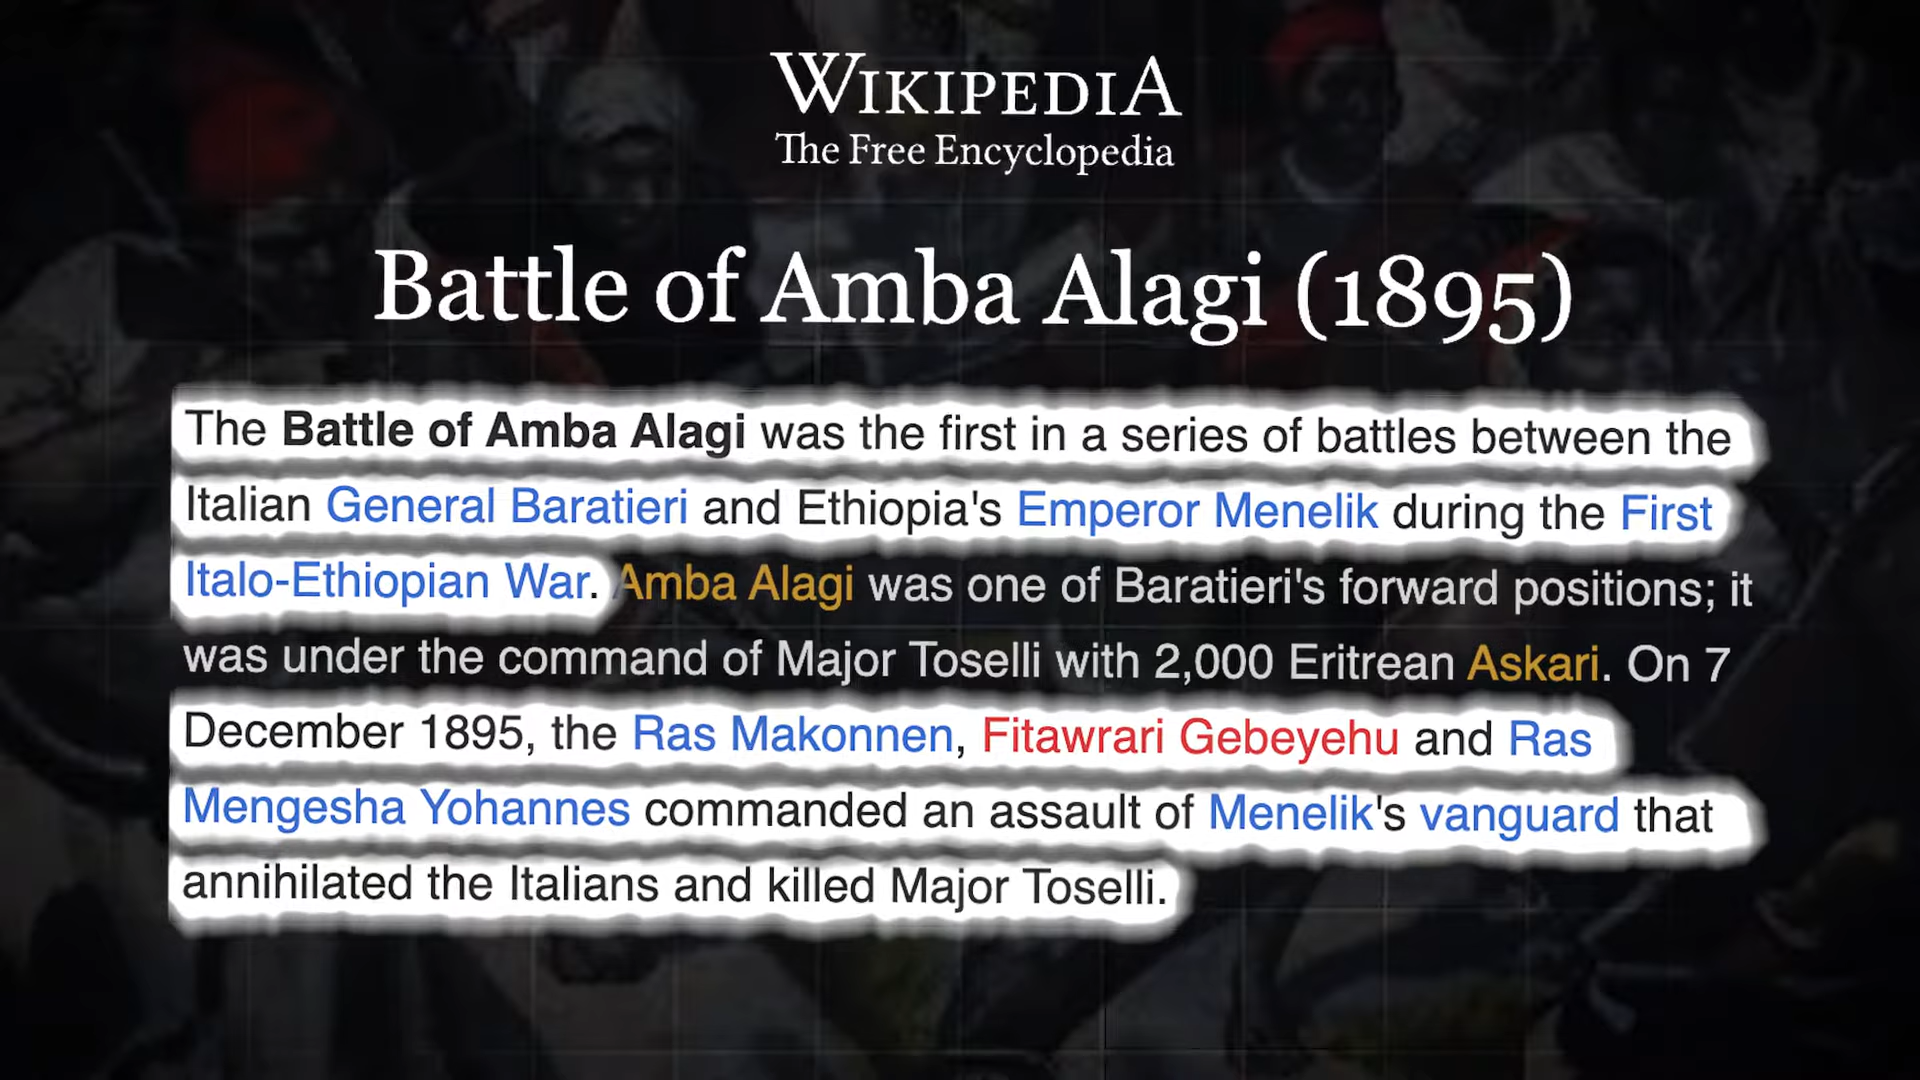 WIKIPEDIA
The Free Encyclopedia
Battle of Amba Alagi (1895)
The Battle of Amba Alagi was the first in a series of battles between the
Italian General Baratieri and Ethiopia's Emperor Menelik during the First
Italo-Ethiopian War. Amba Alagi was one of Baratieri's forward positions; it
was under the command of Major Toselli with 2,000 Eritrean Askari. On 7
December 1895, the Ras Makonnen, Fitawrari Gebeyehu and Ras
Mengesha Yohannes commanded an assault of Menelik's vanguard that
annihilated the Italians and killed Major Toselli.